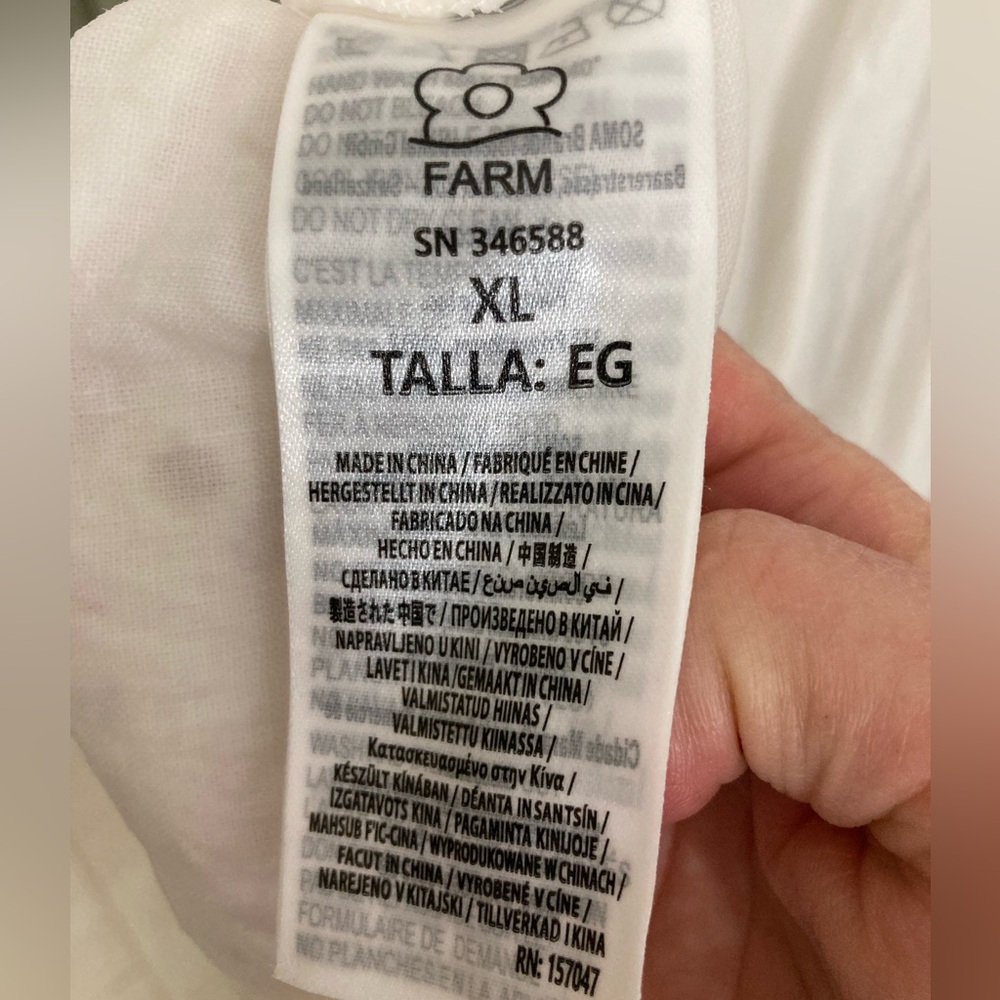 FARM
SN 346588
XL
TALLA: EG
MADE IN CHINA / FABRIQUÉ EN CHINE /
HERGESTELLT IN CHINA / REALIZZATO IN CINA /
FABRICADO NA CHINA /
HECHO EN CHINA / 中国制造 /
СДЕЛАНО В КИТАЕ / في الصين صنع /
製造された中国で / ПРОИЗВЕДЕНО В КИТАЙ /
NAPRAVLJENO U KINI / VYROBENO V CÍNE /
LAVET I KINA / GEMAAKT IN CHINA /
VALMISTATUD HIINAS /
VALMISTETTU KIINASSA /
Κατασκευασμένο στην Κίνα /
KÉSZÜLT KÍNÁBAN / DÉANTA IN SANTSÍN /
IZGATAVOTS KINA / PAGAMINTA KINIJOJE /
MAHSUB F'IC-CINA / WYPRODUKOWANE W CHINACH /
FACUT IN CHINA / VYROBENÉ V CÍNE /
NAREJENO V KITAJSKI / TILLVERKAD I KINA
RN: 157047